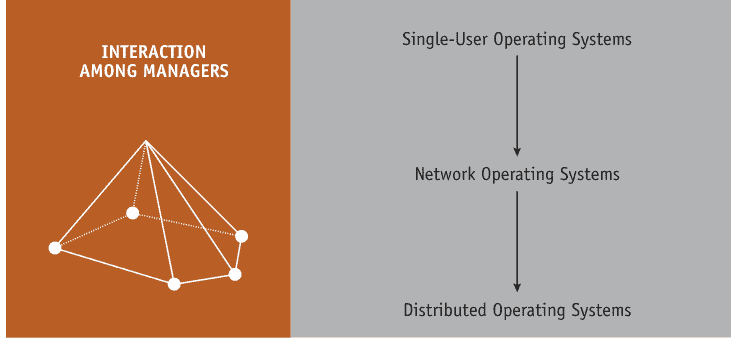 INTERACTION
AMONG MANAGERS
Single-User Operating Systems
Network Operating Systems
Distributed Operating Systems